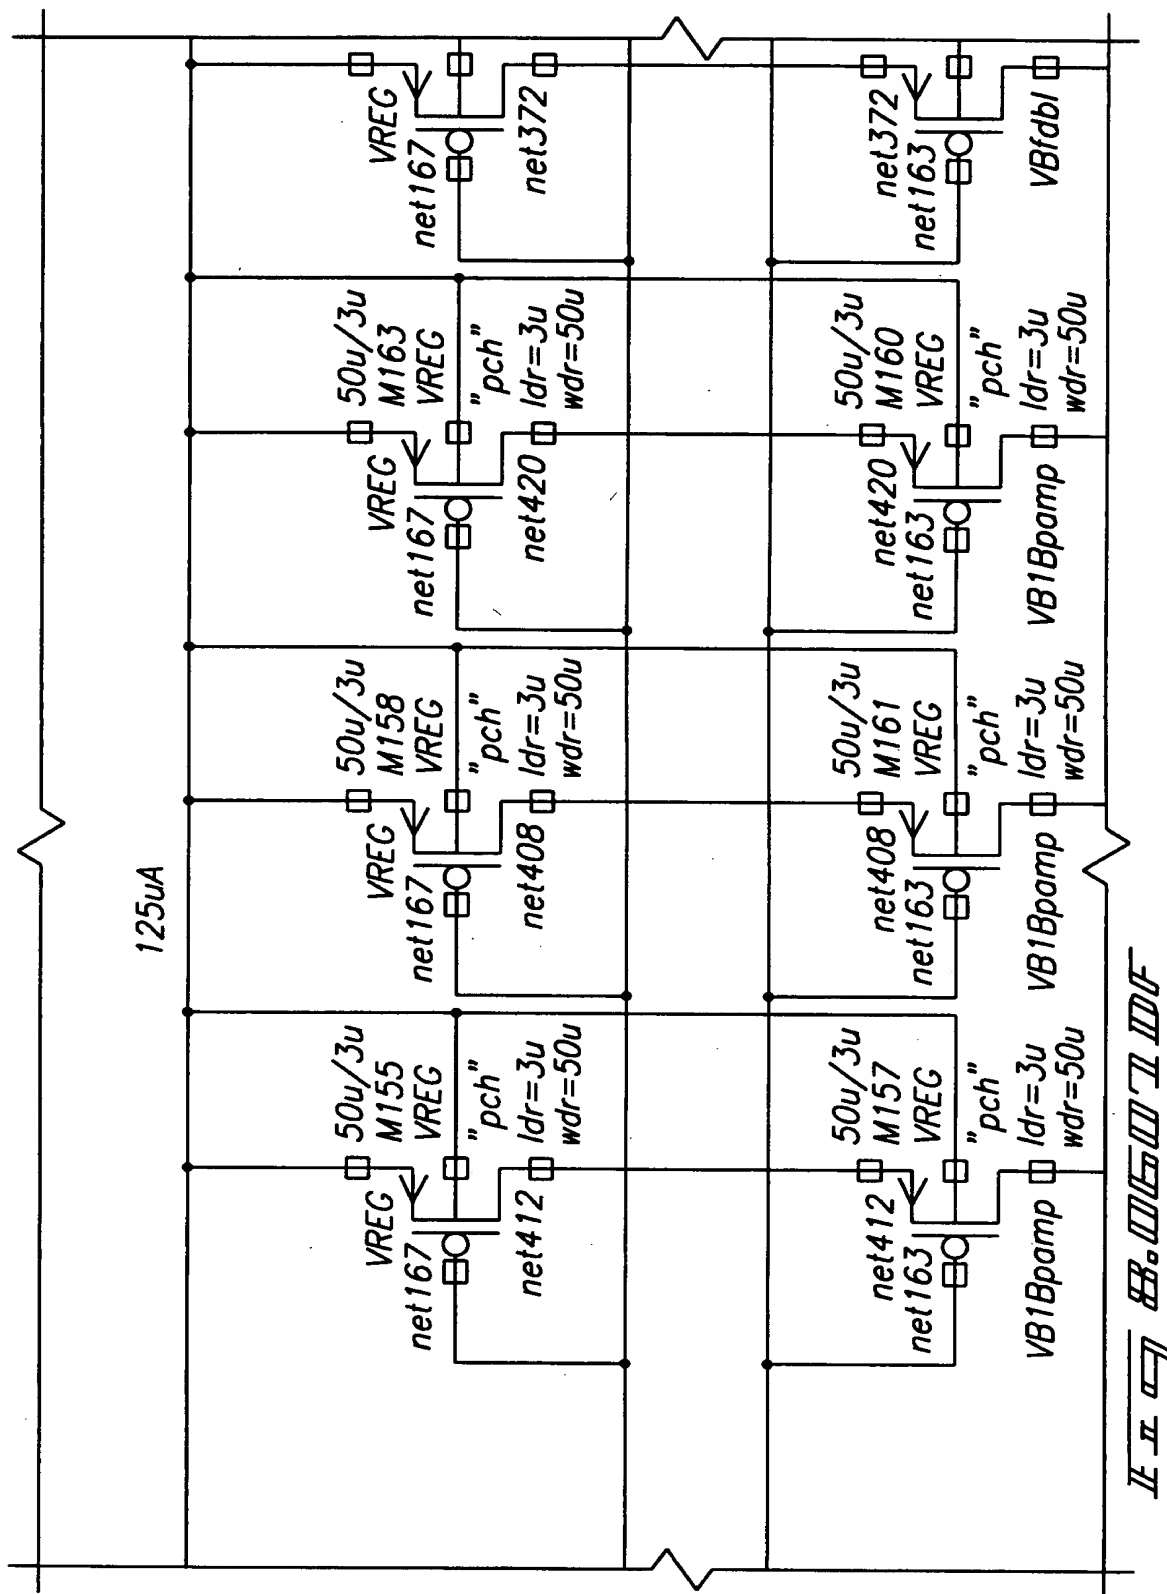 125uA
VREG
net167
net412
50u/3u
M155
VREG
"pch"
ldr=3u
wdr=50u
VREG
net167
net408
50u/3u
M158
VREG
"pch"
ldr=3u
wdr=50u
VREG
net167
net420
50u/3u
M163
VREG
"pch"
ldr=3u
wdr=50u
VREG
net167
net372
net412
net163
VB1Bpamp
50u/3u
M157
VREG
"pch"
ldr=3u
wdr=50u
net408
net163
VB1Bpamp
50u/3u
M161
VREG
"pch"
ldr=3u
wdr=50u
net420
net163
VB1Bpamp
50u/3u
M160
VREG
"pch"
ldr=3u
wdr=50u
net372
net163
VBfdbl